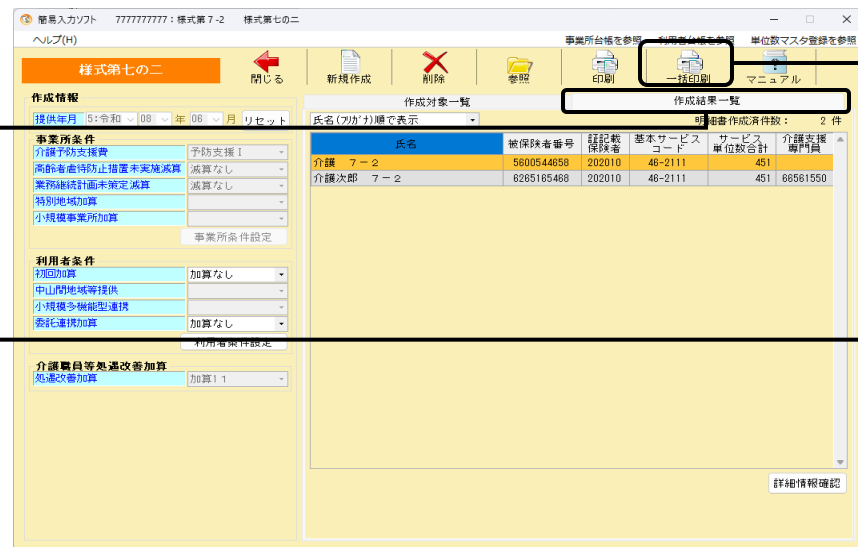 簡易入力ソフト 7777777777：様式第７-2 様式第七の二
ヘルプ(H)
事業所台帳を参照 利用者台帳を参照 単位数マスタ登録を参照
様式第七の二
閉じる 新規作成 削除 参照 印刷 一括印刷 マニュアル
作成情報
提供年月 5:令和 08 年 06 月 リセット
作成対象一覧 作成結果一覧
氏名(フリガナ)順で表示 明細書作成済件数： 2 件
事業所条件
介護予防支援費 予防支援Ⅰ
高齢者虐待防止措置未実施減算 減算なし
業務継続計画未策定減算 減算なし
特別地域加算
小規模事業所加算
事業所条件設定
利用者条件
初回加算 加算なし
中山間地域等提供
小規模多機能型連携
委託連携加算 加算なし
利用者条件設定
介護職員等処遇改善加算
処遇改善加算 加算11
氏名 被保険者番号 証記載保険者 基本サービスコード サービス単位数合計 介護支援専門員
介護 ７－２ 5600544658 202010 46-2111 451
介護次郎 ７－２ 6265165468 202010 46-2111 451 66561550
詳細情報確認